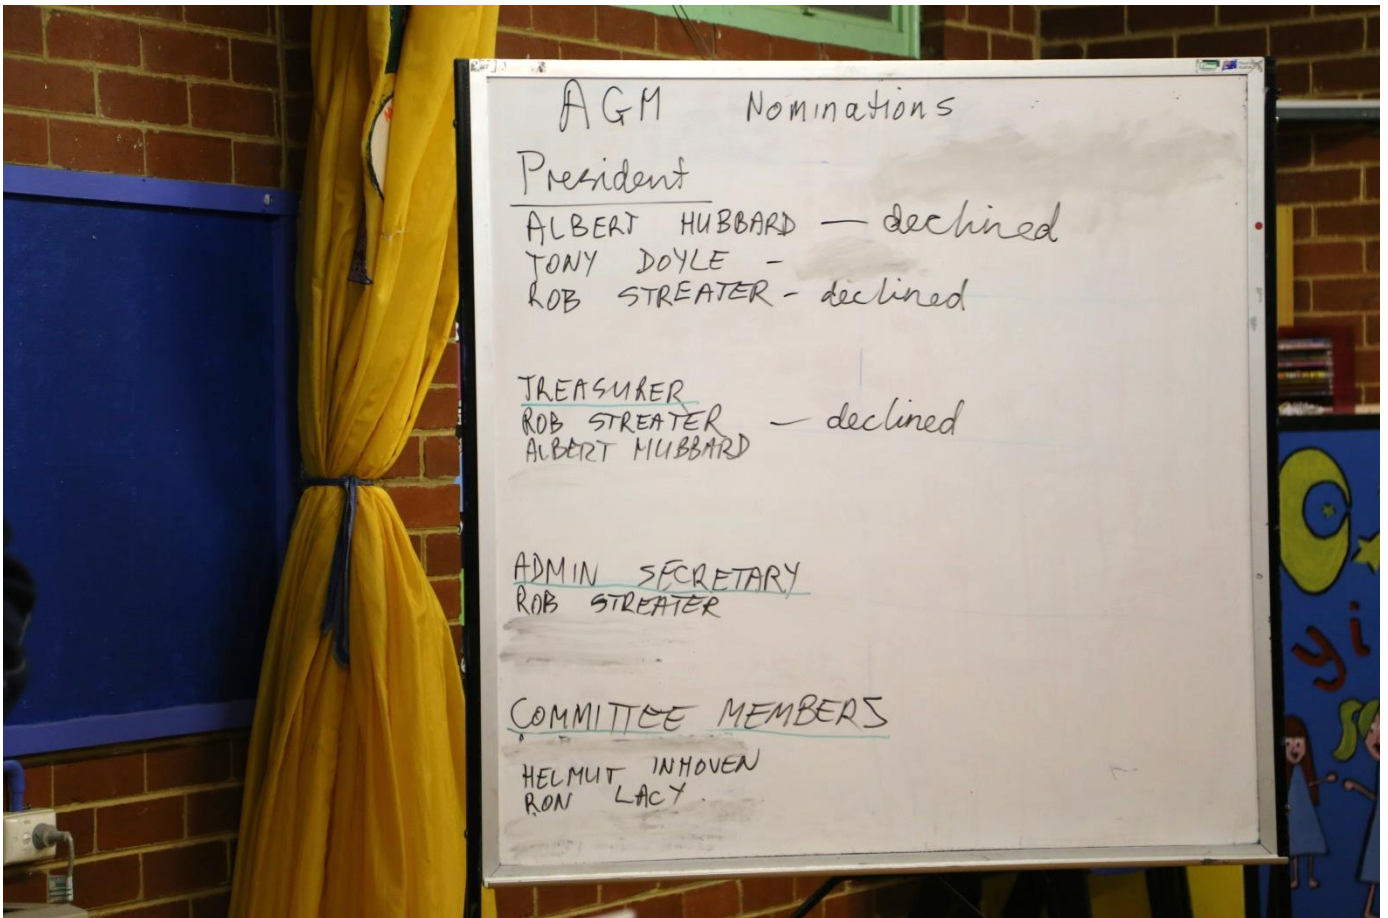 AGM Nominations
President
ALBERT HUBBARD — declined
TONY DOYLE -
ROB STREATER - declined
TREASURER
ROB STREATER — declined
ALBERT HUBBARD
ADMIN SECRETARY
ROB STREATER
COMMITTEE MEMBERS
HELMUT INHOVEN
RON LACY
yi